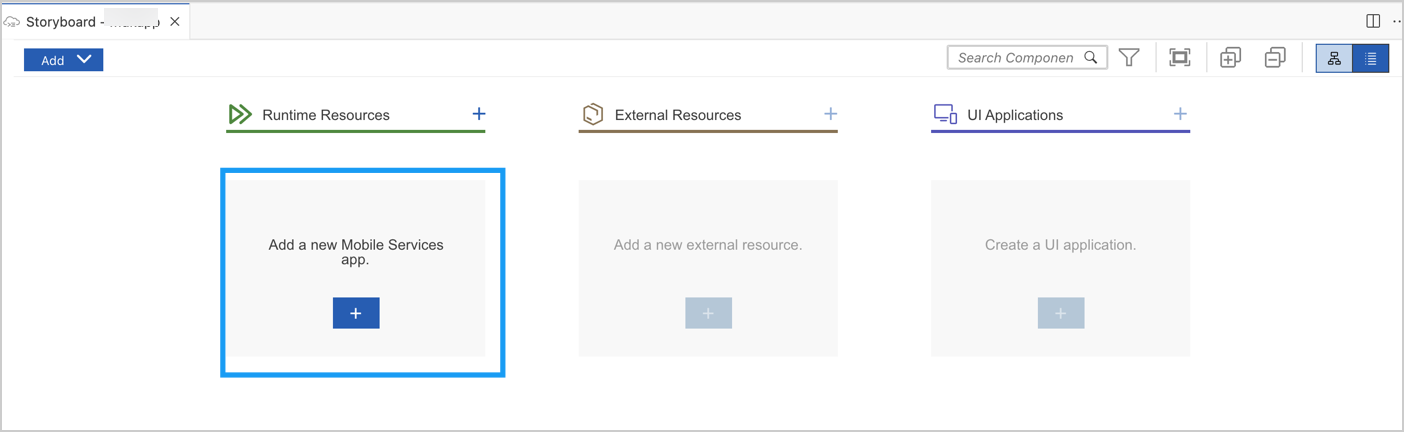 Storyboard -
Add
Search Componen
Runtime Resources
External Resources
UI Applications
Add a new Mobile Services
app.
Add a new external resource.
Create a UI application.